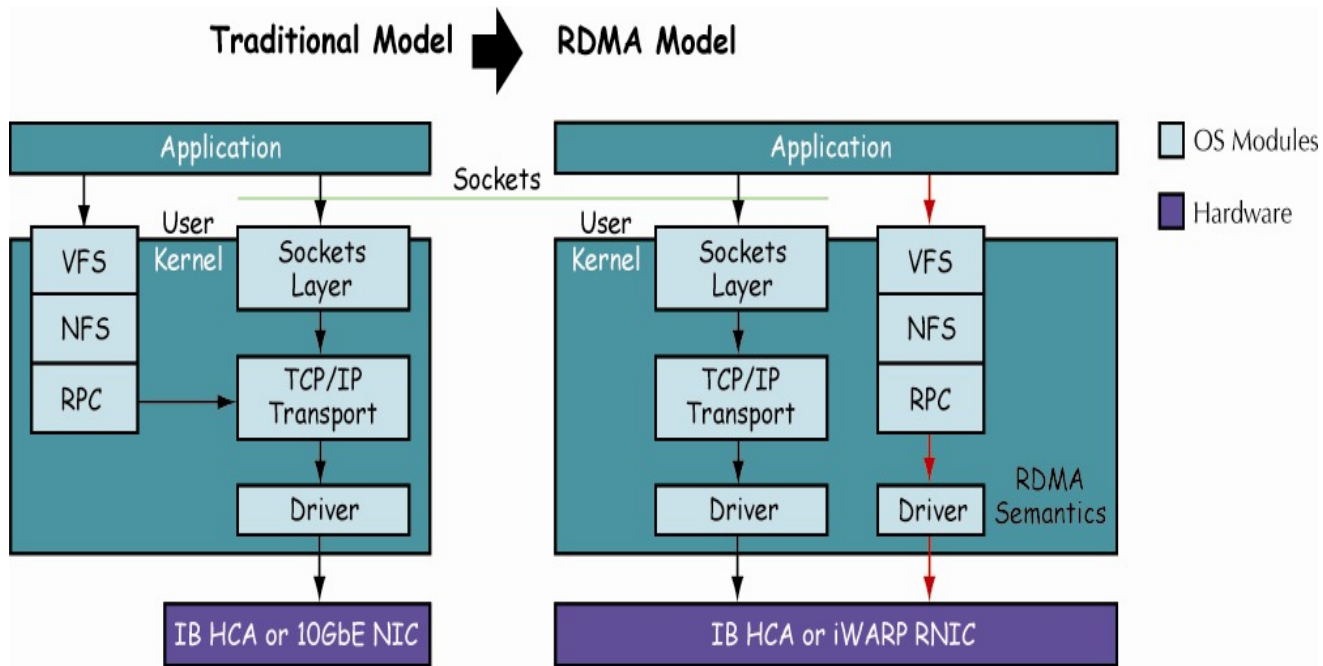 Traditional Model
RDMA Model
Application
Application
OS Modules
Hardware
Sockets
User
Kernel
VFS
NFS
RPC
Sockets
Layer
TCP/IP
Transport
Driver
IB HCA or 10GbE NIC
User
Kernel
Sockets
Layer
TCP/IP
Transport
Driver
VFS
NFS
RPC
Driver
RDMA
Semantics
IB HCA or iWARP RNIC